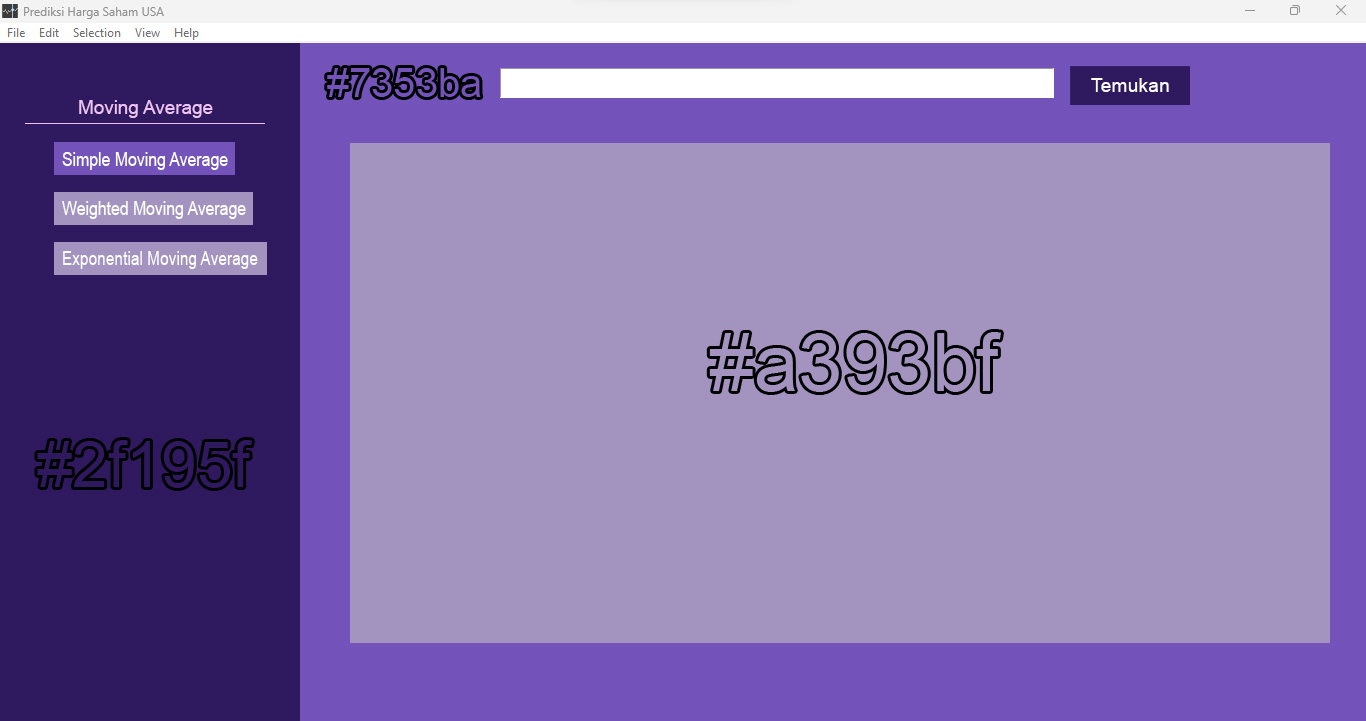 Prediksi Harga Saham USA
File Edit Selection View Help
#7353ba
Temukan
Moving Average
Simple Moving Average
Weighted Moving Average
Exponential Moving Average
#a393bf
#2f195f